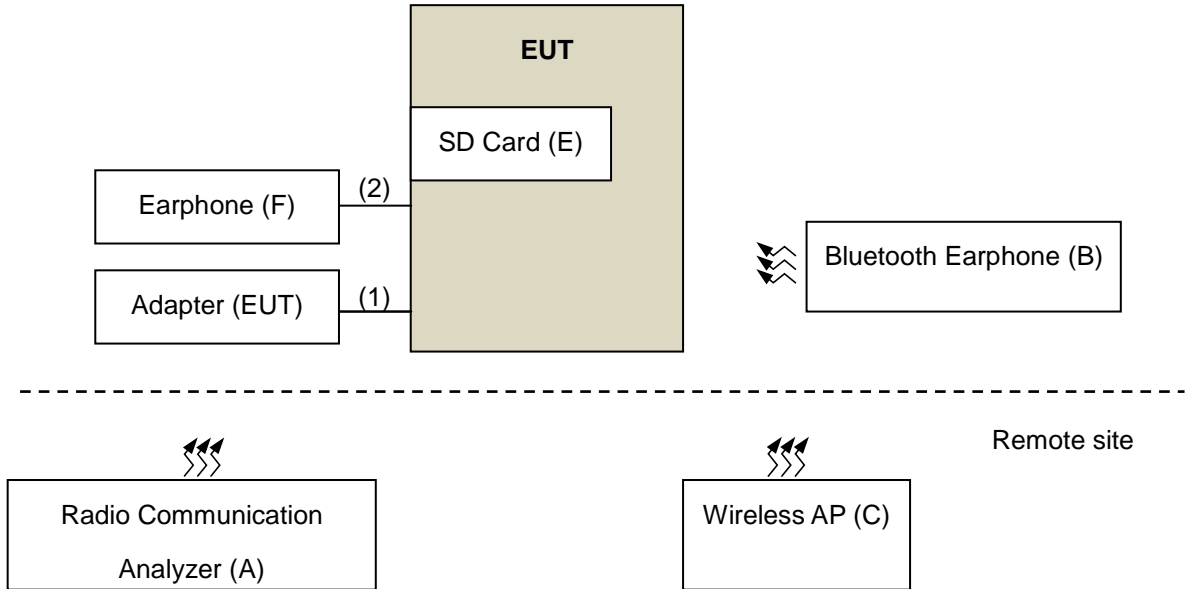 EUT
SD Card (E)
Earphone (F)
(2)
Bluetooth Earphone (B)
Adapter (EUT)
(1)
Remote site
Radio Communication
Analyzer (A)
Wireless AP (C)